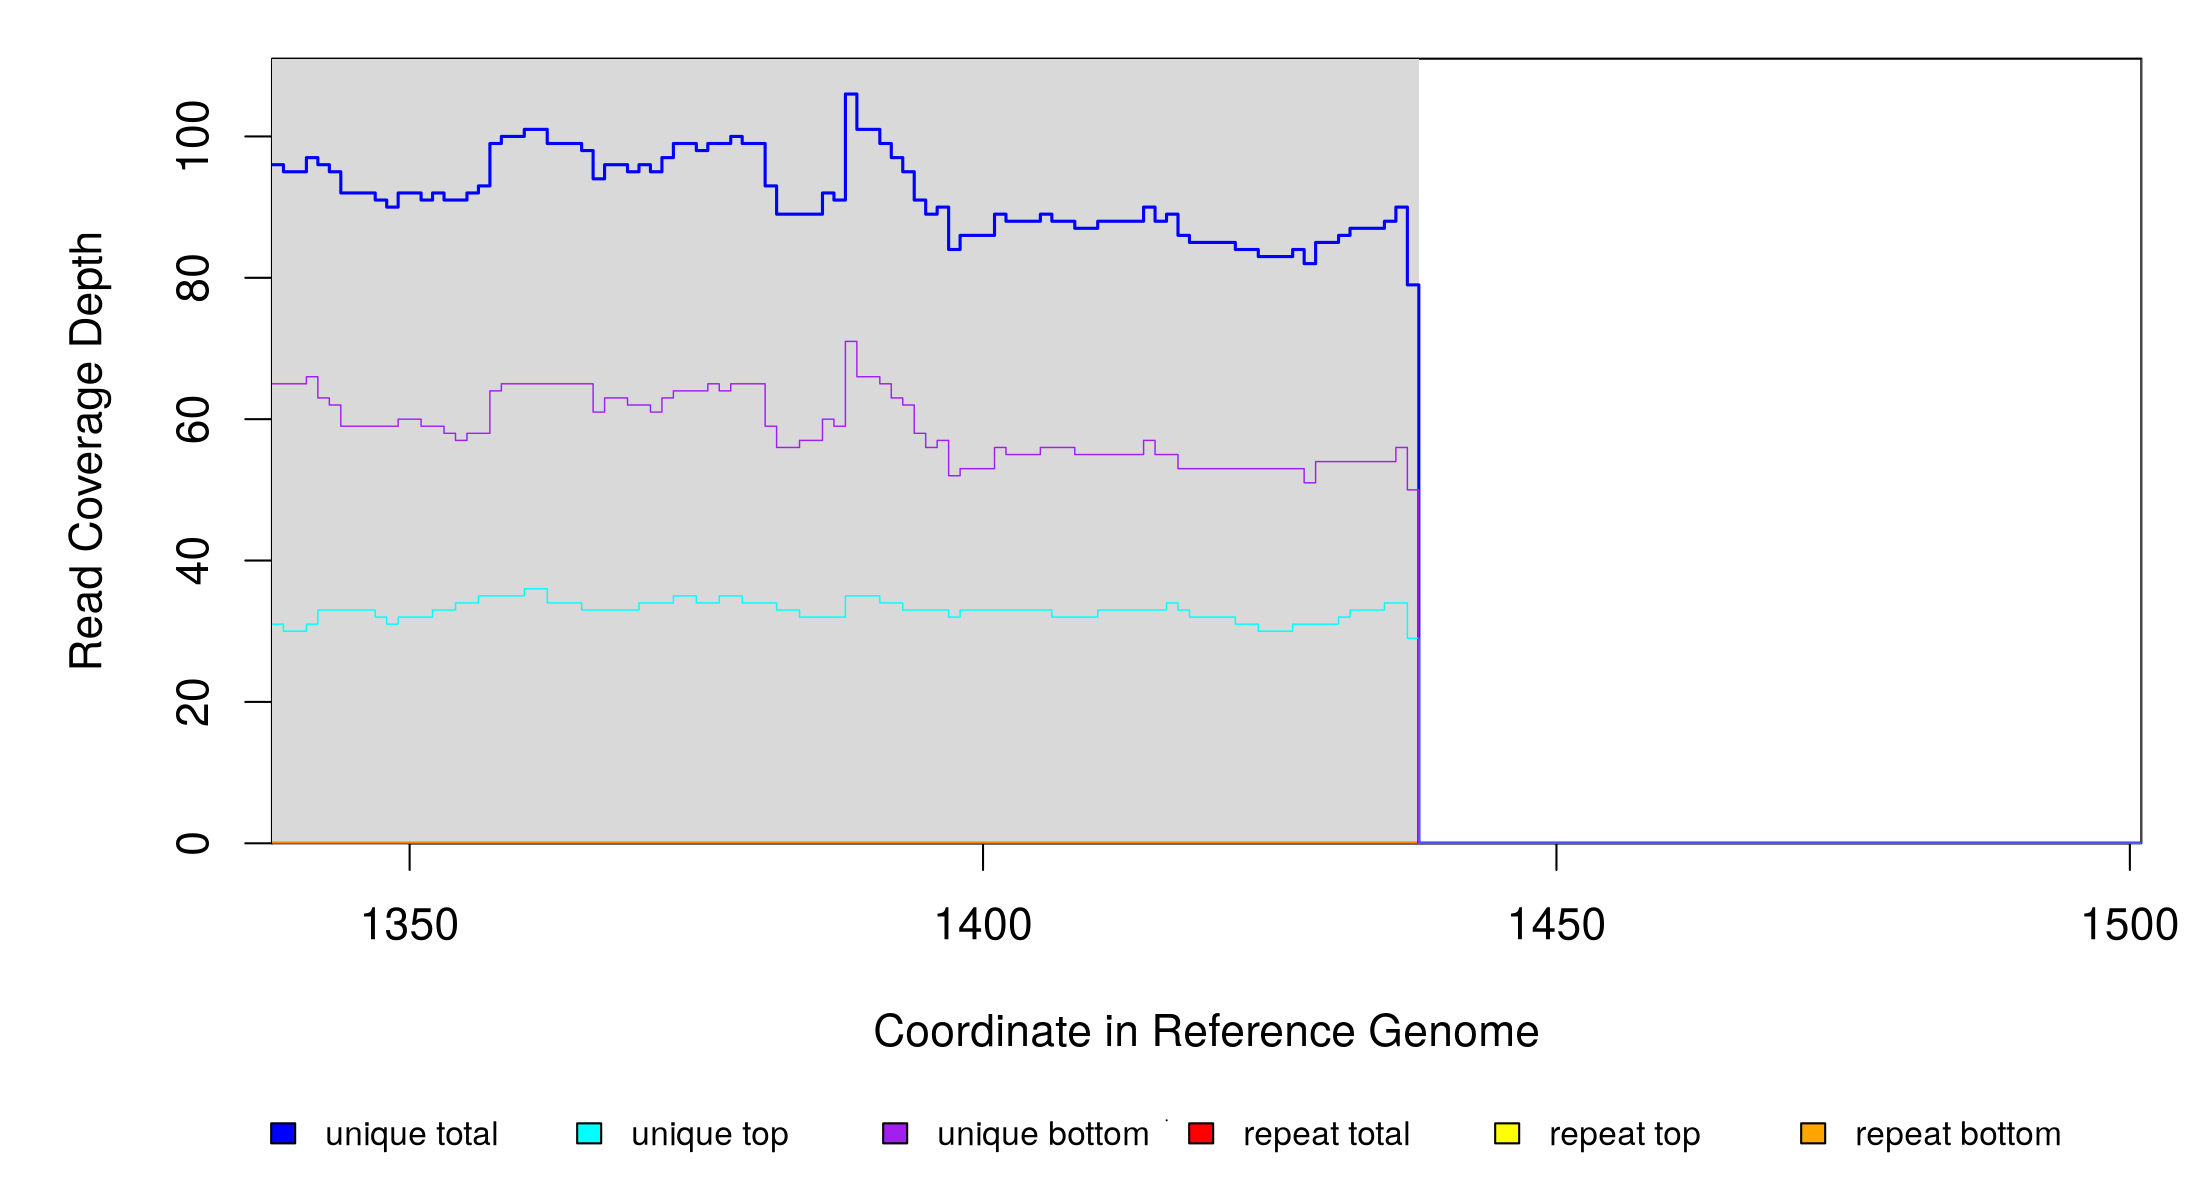 Read Coverage Depth
100
80
60
40
20
0
1350 1400 1450 1500
Coordinate in Reference Genome
unique total unique top unique bottom repeat total repeat top repeat bottom